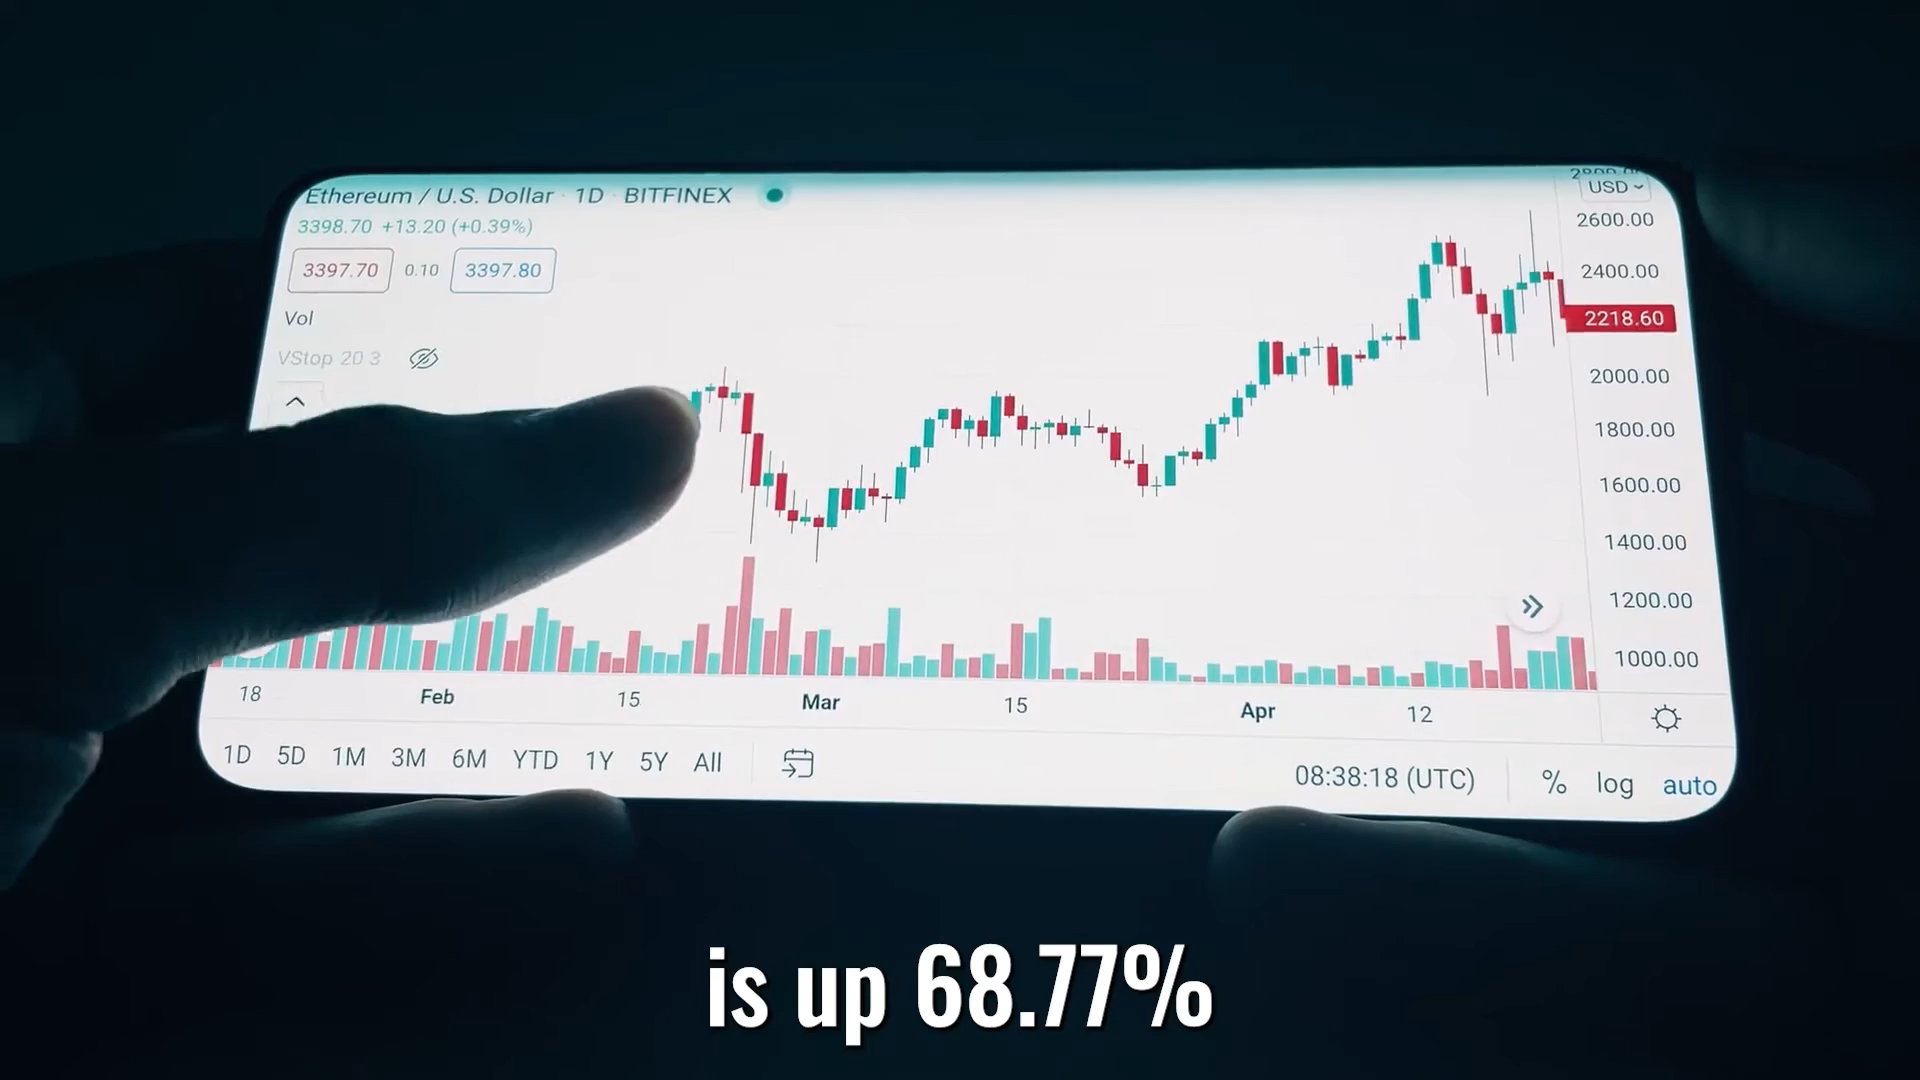 Ethereum / U.S. Dollar · 1D · BITFINEX
3398.70 +13.20 (+0.39%)
3397.70 0.10 3397.80
Vol
VStop 20 3
USD
2600.00
2400.00
2218.60
2000.00
1800.00
1600.00
1400.00
1200.00
1000.00
18 Feb 15 Mar 15 Apr 12
1D 5D 1M 3M 6M YTD 1Y 5Y All
08:38:18 (UTC) % log auto
is up 68.77%